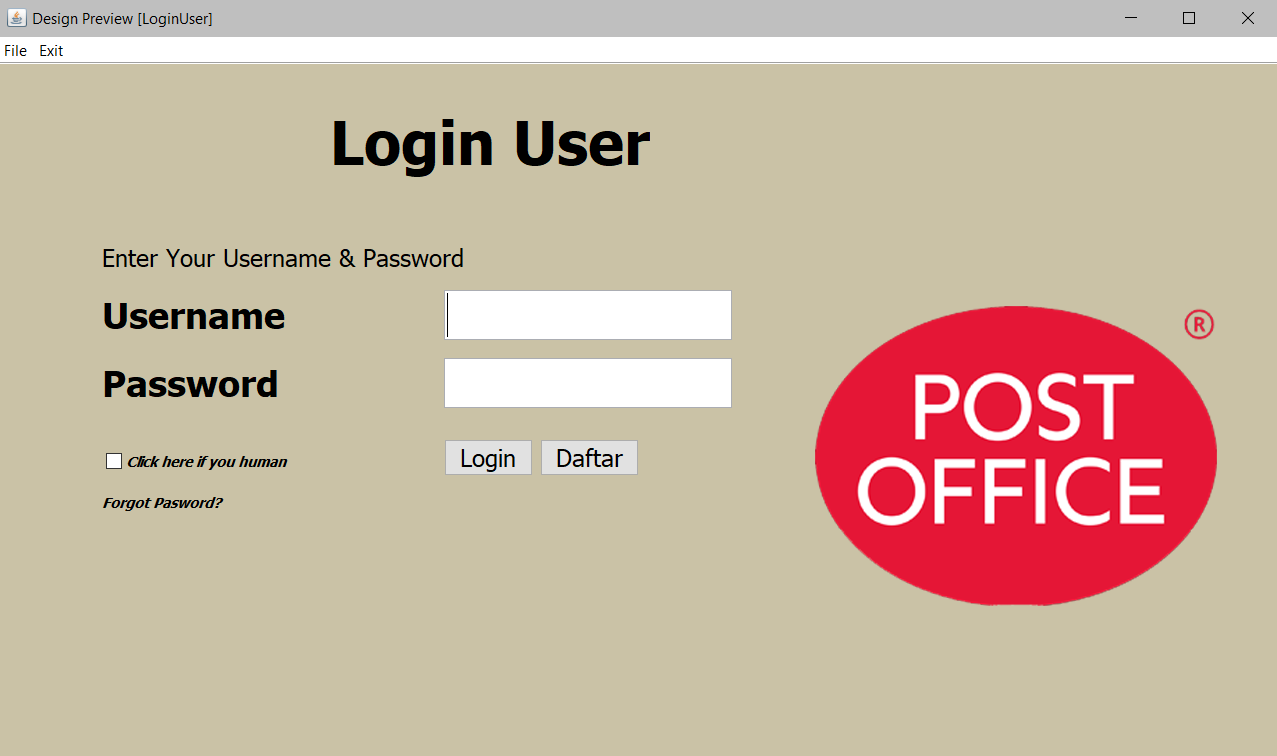 Design Preview [LoginUser]
File Exit
Login User
Enter Your Username & Password
Username
Password
Click here if you human
Login Daftar
Forgot Pasword?
®
POST
OFFICE